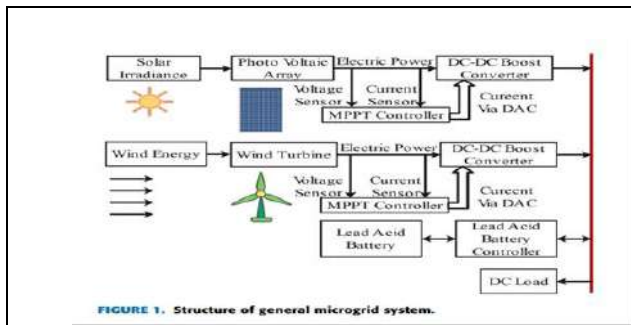 Solar
Irradiance
Photo Voltaic
Array
Electric Power
DC-DC Boost
Converter
Voltage
Sensor
Current
Sensor
MPPT Controller
Cureent
Via DAC
Wind Energy
Wind Turbine
Electric Power
DC-DC Boost
Converter
Voltage
Sensor
Current
Sensor
MPPT Controller
Cureent
Via DAC
Lead Acid
Battery
Lead Acid
Battery
Controller
DC Load
FIGURE 1. Structure of general microgrid system.